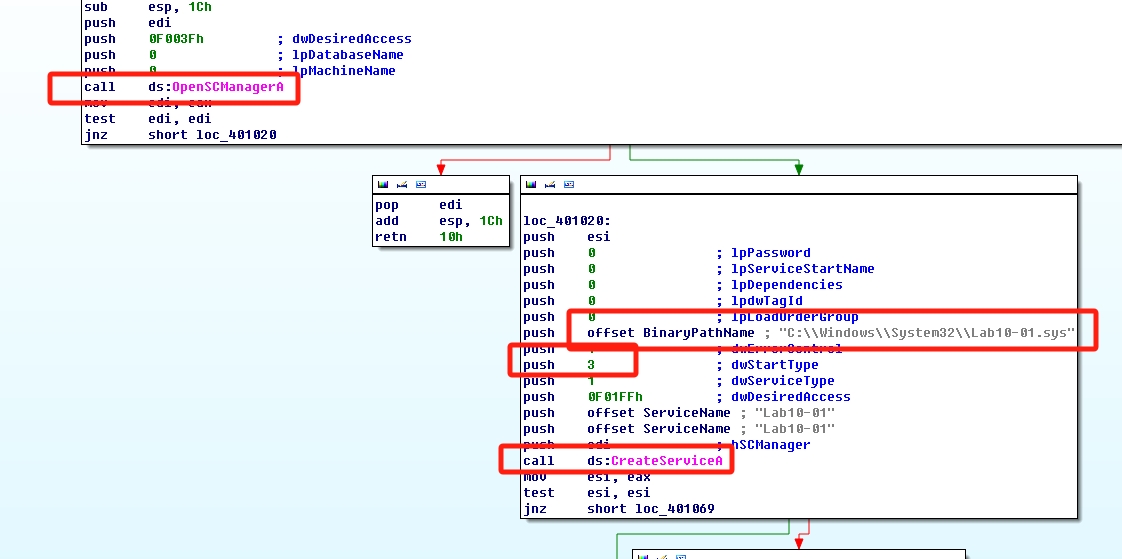 sub esp, 1Ch
push edi
push 0F003Fh ; dwDesiredAccess
push 0 ; lpDatabaseName
push 0 ; lpMachineName
call ds:OpenSCManagerA
mov edi, eax
test edi, edi
jnz short loc_401020
pop edi
add esp, 1Ch
retn 10h
loc_401020:
push esi
push 0 ; lpPassword
push 0 ; lpServiceStartName
push 0 ; lpDependencies
push 0 ; lpdwTagId
push 0 ; lpLoadOrderGroup
push offset BinaryPathName ; "C:\\Windows\\System32\\Lab10-01.sys"
push 1 ; dwErrorControl
push 3 ; dwStartType
push 1 ; dwServiceType
push 0F01FFh ; dwDesiredAccess
push offset ServiceName ; "Lab10-01"
push offset ServiceName ; "Lab10-01"
push edi ; hSCManager
call ds:CreateServiceA
mov esi, eax
test esi, esi
jnz short loc_401069